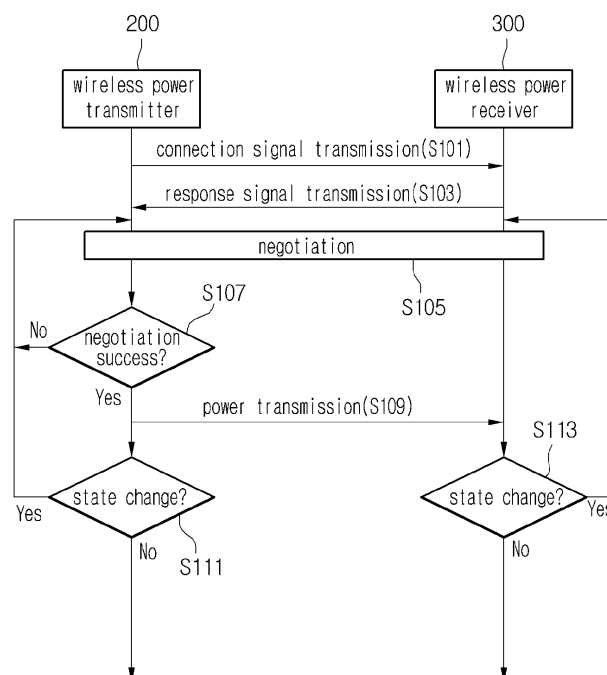 200
300
wireless power
transmitter
wireless power
receiver
connection signal transmission(S101)
response signal transmission(S103)
negotiation
S105
S107
No
negotiation
success?
Yes
power transmission(S109)
S113
state change?
state change?
Yes
Yes
No
No
S111